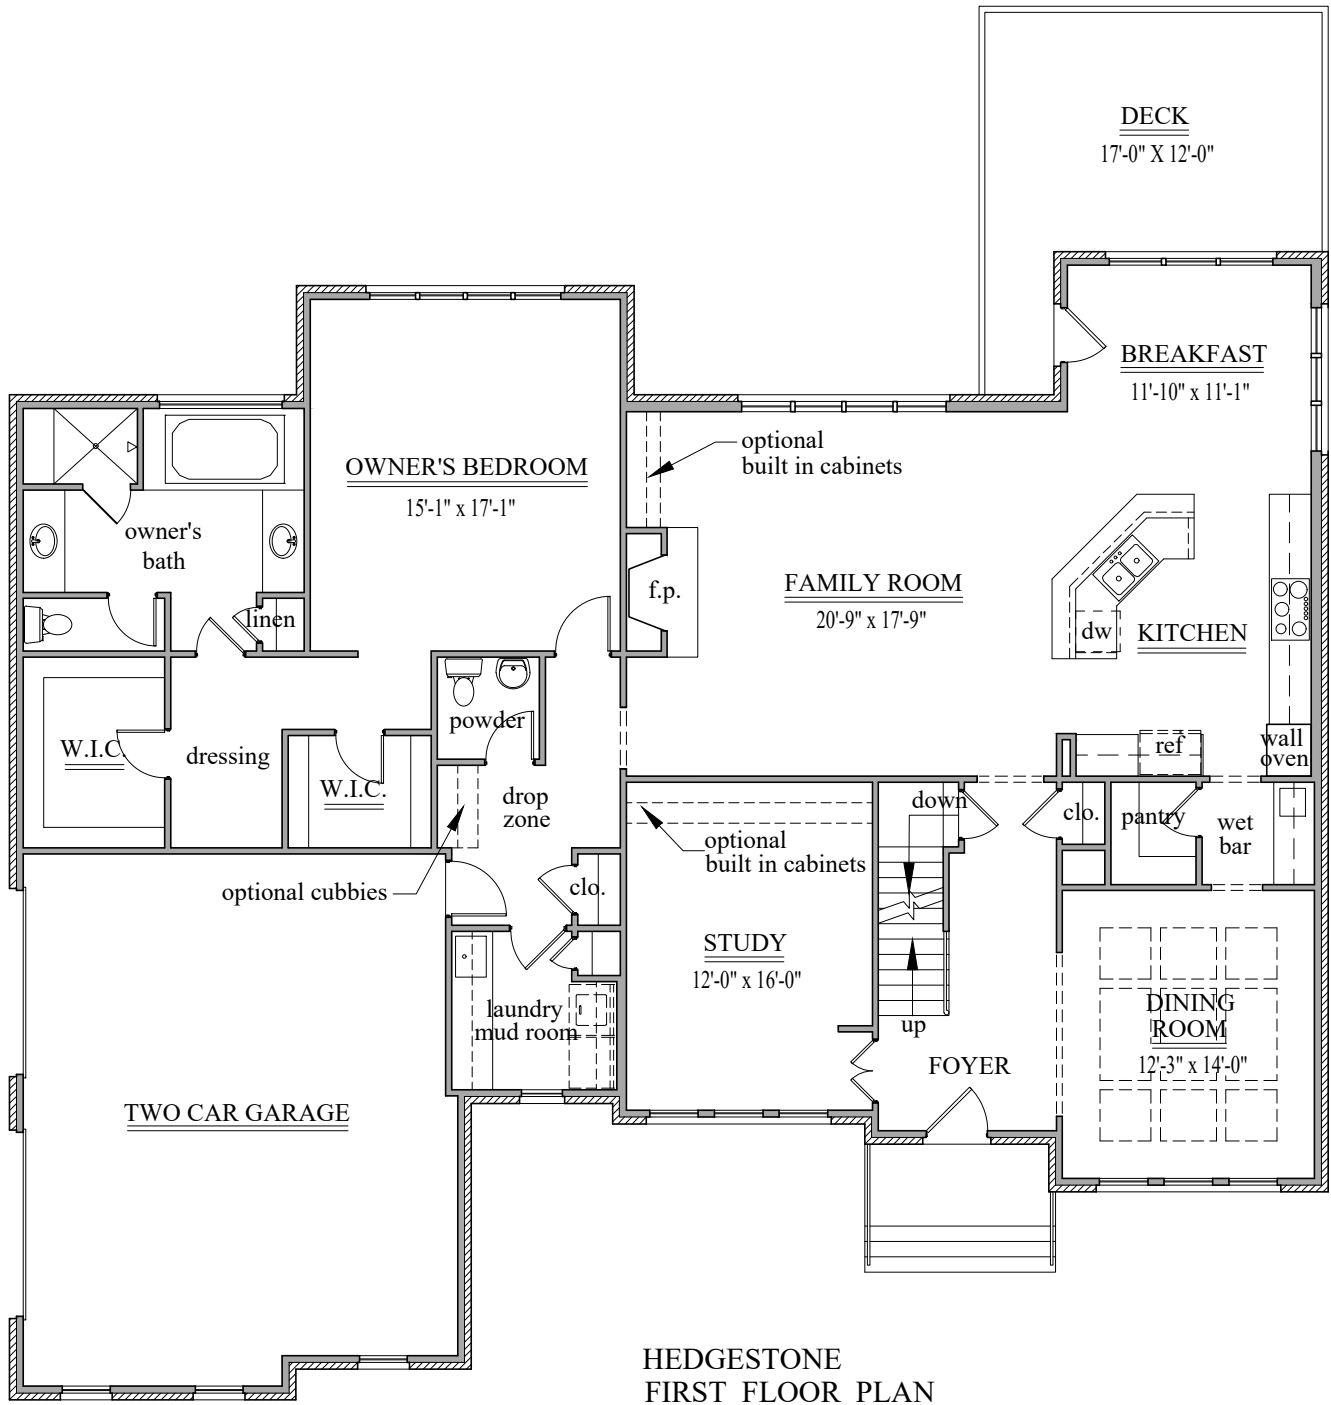 DECK
17'-0" X 12'-0"
BREAKFAST
11'-10" x 11'-1"
optional
built in cabinets
OWNER'S BEDROOM
15'-1" x 17'-1"
owner's
bath
linen
f.p.
FAMILY ROOM
20'-9" x 17'-9"
dw
KITCHEN
powder
W.I.C.
dressing
W.I.C.
ref
wall
oven
drop
zone
down
clo.
pantry
wet
bar
optional
built in cabinets
optional cubbies
clo.
STUDY
12'-0" x 16'-0"
laundry
mud room
up
DINING
ROOM
12'-3" x 14'-0"
FOYER
TWO CAR GARAGE
HEDGESTONE
FIRST FLOOR PLAN